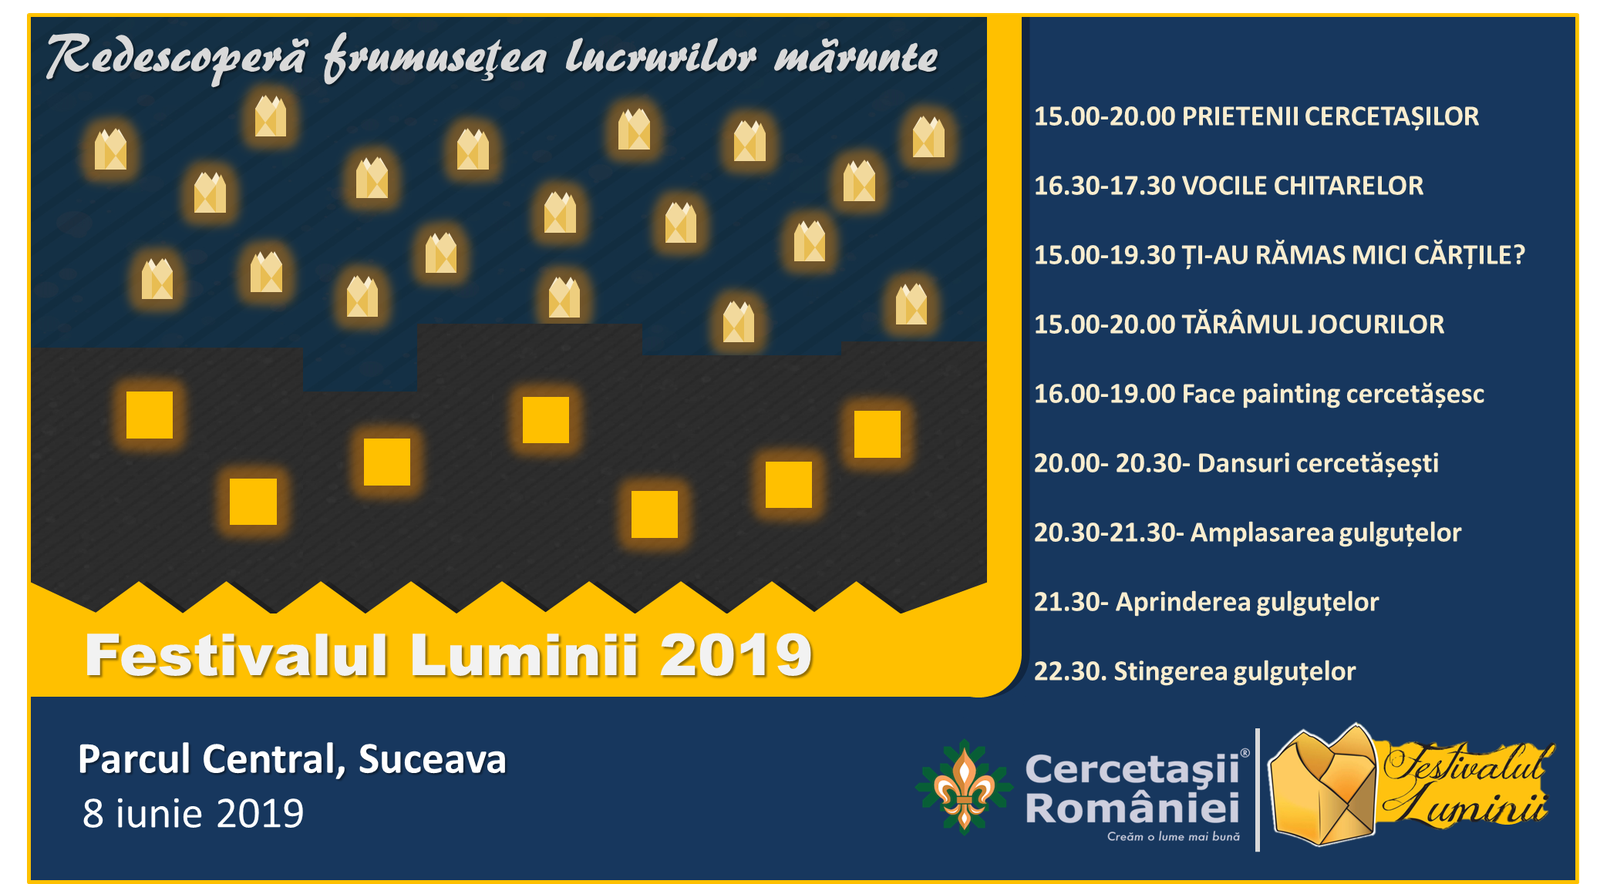 Redescoperă frumuseţea lucrurilor mărunte
15.00-20.00 PRIETENII CERCETAȘILOR
16.30-17.30 VOCILE CHITARELOR
15.00-19.30 ȚI-AU RĂMAS MICI CĂRȚILE?
15.00-20.00 TĂRÂMUL JOCURILOR
16.00-19.00 Face painting cercetășesc
20.00- 20.30- Dansuri cercetășești
20.30-21.30- Amplasarea gulguțelor
21.30- Aprinderea gulguțelor
22.30. Stingerea gulguțelor
Festivalul Luminii 2019
Parcul Central, Suceava
8 iunie 2019
Cercetaşii®
României
Creăm o lume mai bună
Festivalul
Luminii